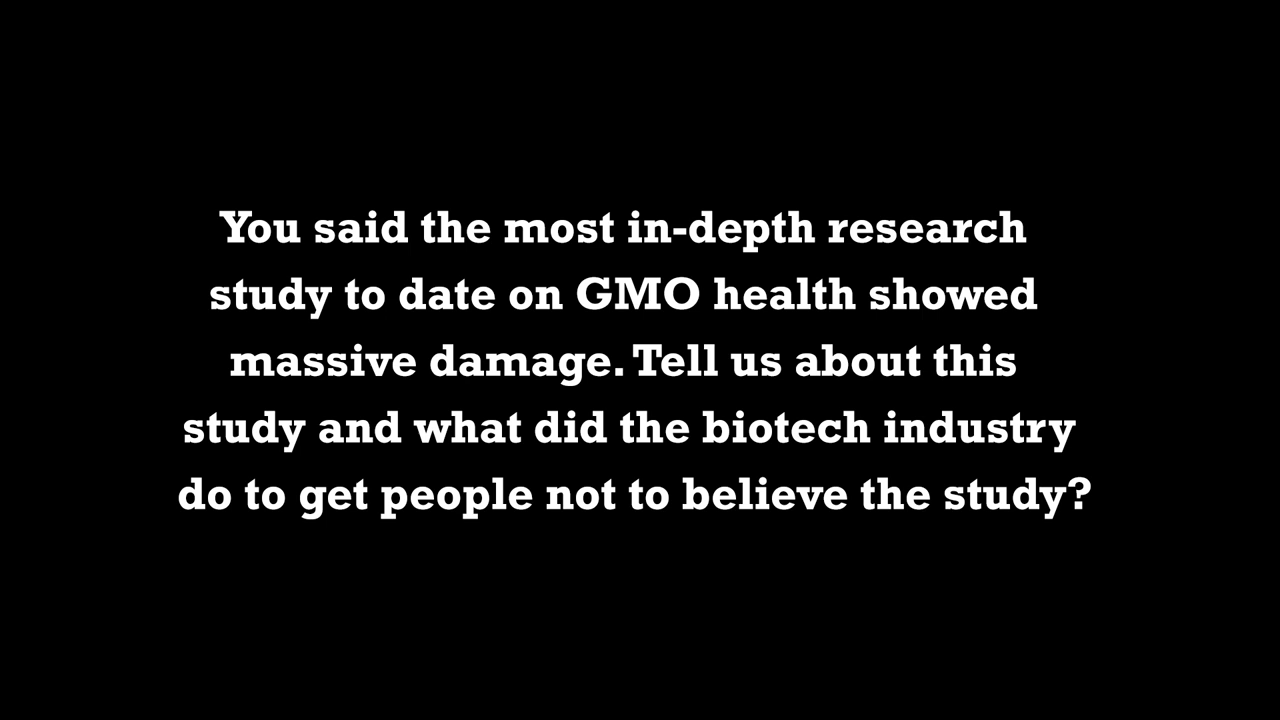 You said the most in-depth research
study to date on GMO health showed
massive damage. Tell us about this
study and what did the biotech industry
do to get people not to believe the study?